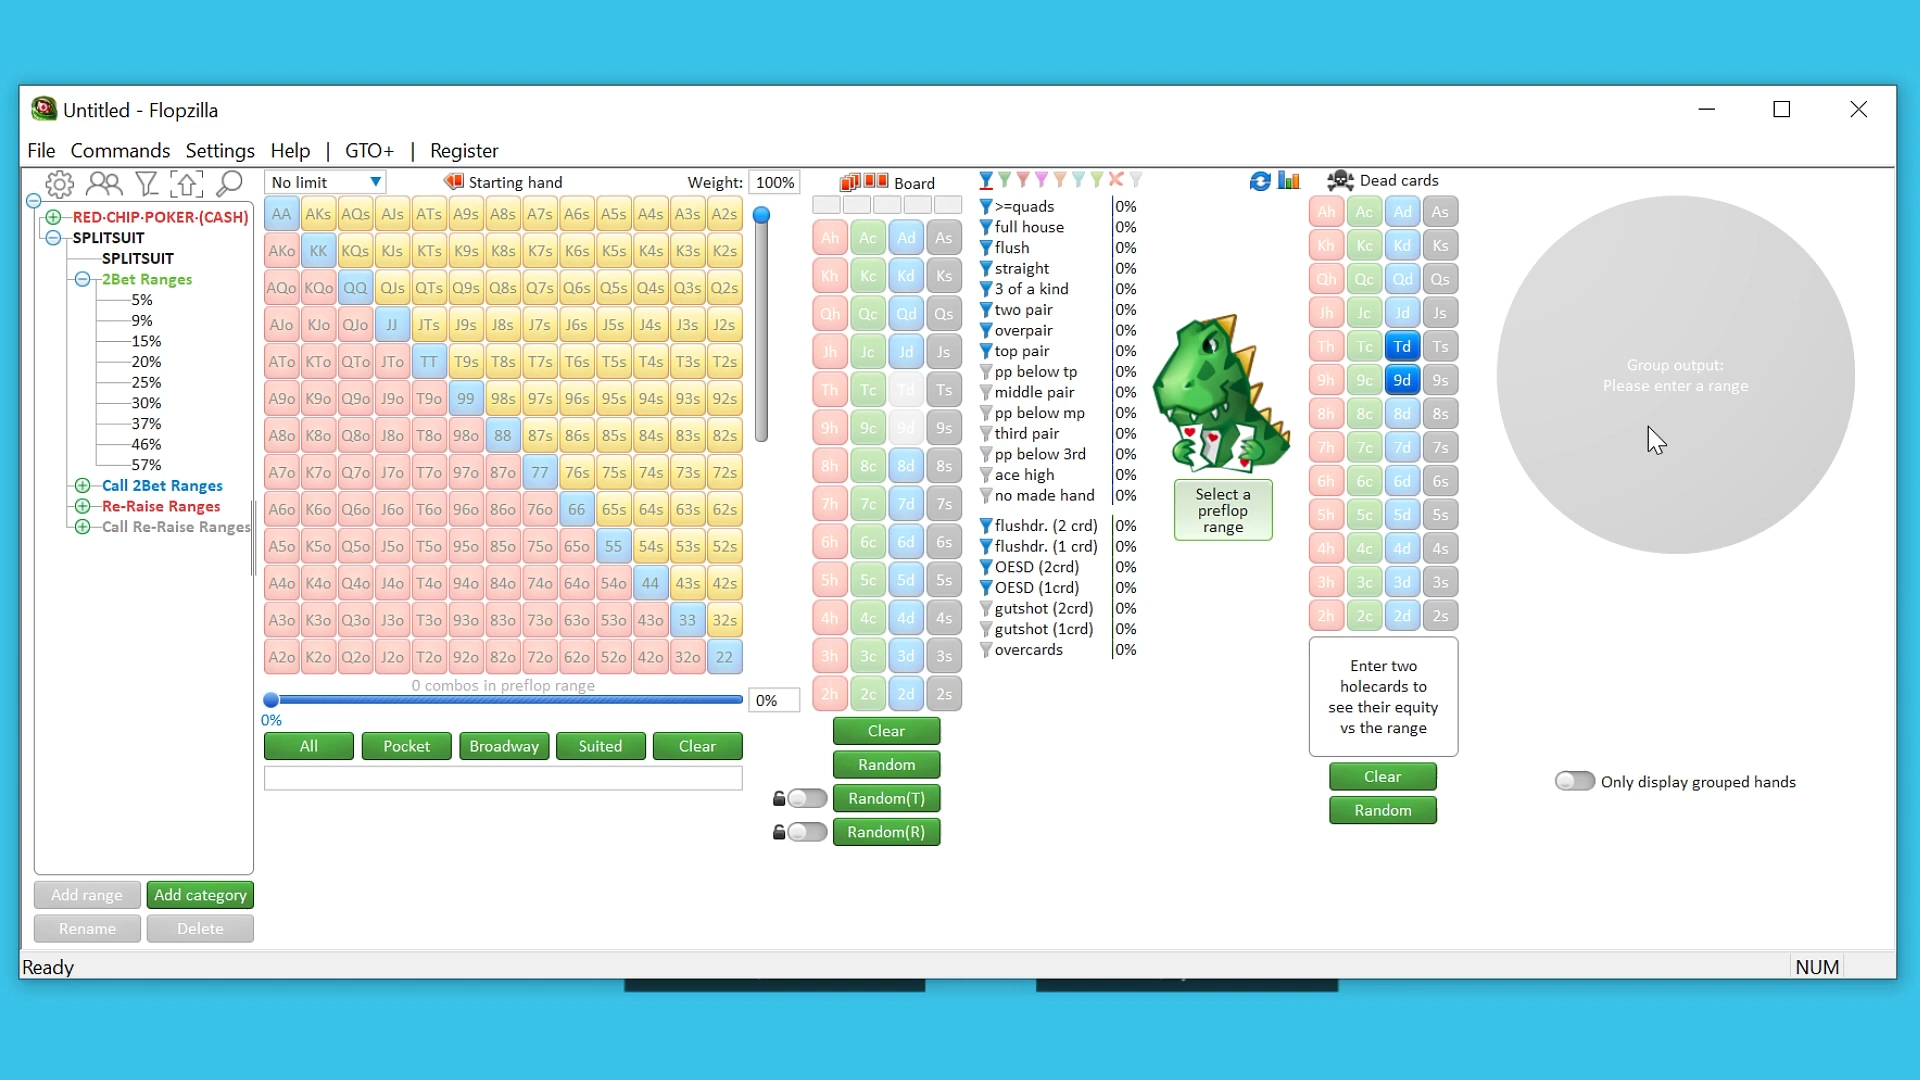 Untitled - Flopzilla
File Commands Settings Help | GTO+ | Register
No limit
Starting hand
Weight: 100%
Board
Dead cards
RED·CHIP·POKER·(CASH)
SPLITSUIT
SPLITSUIT
2Bet Ranges
5%
9%
15%
20%
25%
30%
37%
46%
57%
Call 2Bet Ranges
Re-Raise Ranges
Call Re-Raise Ranges
Add range Add category
Rename Delete
AA AKs AQs AJs ATs A9s A8s A7s A6s A5s A4s A3s A2s
AKo KK KQs KJs KTs K9s K8s K7s K6s K5s K4s K3s K2s
AQo KQo QQ QJs QTs Q9s Q8s Q7s Q6s Q5s Q4s Q3s Q2s
AJo KJo QJo JJ JTs J9s J8s J7s J6s J5s J4s J3s J2s
ATo KTo QTo JTo TT T9s T8s T7s T6s T5s T4s T3s T2s
A9o K9o Q9o J9o T9o 99 98s 97s 96s 95s 94s 93s 92s
A8o K8o Q8o J8o T8o 98o 88 87s 86s 85s 84s 83s 82s
A7o K7o Q7o J7o T7o 97o 87o 77 76s 75s 74s 73s 72s
A6o K6o Q6o J6o T6o 96o 86o 76o 66 65s 64s 63s 62s
A5o K5o Q5o J5o T5o 95o 85o 75o 65o 55 54s 53s 52s
A4o K4o Q4o J4o T4o 94o 84o 74o 64o 54o 44 43s 42s
A3o K3o Q3o J3o T3o 93o 83o 73o 63o 53o 43o 33 32s
A2o K2o Q2o J2o T2o 92o 82o 72o 62o 52o 42o 32o 22
0 combos in preflop range
0%
0%
All Pocket Broadway Suited Clear
Ah Ac Ad As
Kh Kc Kd Ks
Qh Qc Qd Qs
Jh Jc Jd Js
Th Tc Td Ts
9h 9c 9d 9s
8h 8c 8d 8s
7h 7c 7d 7s
6h 6c 6d 6s
5h 5c 5d 5s
4h 4c 4d 4s
3h 3c 3d 3s
2h 2c 2d 2s
Clear
Random
Random(T)
Random(R)
>=quads 0%
full house 0%
flush 0%
straight 0%
3 of a kind 0%
two pair 0%
overpair 0%
top pair 0%
pp below tp 0%
middle pair 0%
pp below mp 0%
third pair 0%
pp below 3rd 0%
ace high 0%
no made hand 0%
flushdr. (2 crd) 0%
flushdr. (1 crd) 0%
OESD (2crd) 0%
OESD (1crd) 0%
gutshot (2crd) 0%
gutshot (1crd) 0%
overcards 0%
Select a
preflop
range
Ah Ac Ad As
Kh Kc Kd Ks
Qh Qc Qd Qs
Jh Jc Jd Js
Th Tc Td Ts
9h 9c 9d 9s
8h 8c 8d 8s
7h 7c 7d 7s
6h 6c 6d 6s
5h 5c 5d 5s
4h 4c 4d 4s
3h 3c 3d 3s
2h 2c 2d 2s
Enter two
holecards to
see their equity
vs the range
Clear
Random
Group output:
Please enter a range
Only display grouped hands
Ready
NUM